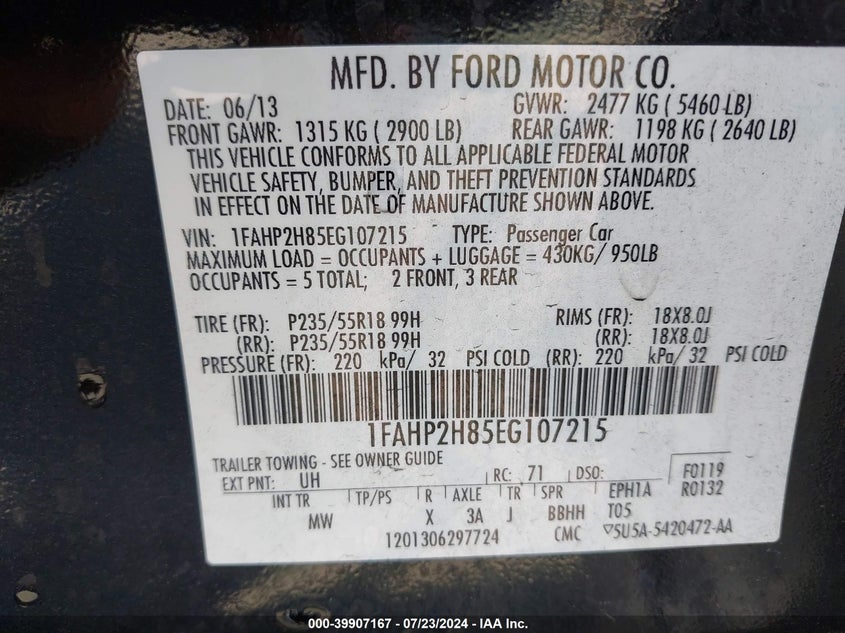 MFD. BY FORD MOTOR CO.
DATE: 06/13 GVWR: 2477 KG ( 5460 LB)
FRONT GAWR: 1315 KG ( 2900 LB) REAR GAWR: 1198 KG ( 2640 LB)
THIS VEHICLE CONFORMS TO ALL APPLICABLE FEDERAL MOTOR
VEHICLE SAFETY, BUMPER, AND THEFT PREVENTION STANDARDS
IN EFFECT ON THE DATE OF MANUFACTURE SHOWN ABOVE.
VIN: 1FAHP2H85EG107215 TYPE: Passenger Car
MAXIMUM LOAD = OCCUPANTS + LUGGAGE = 430KG/ 950LB
OCCUPANTS = 5 TOTAL; 2 FRONT, 3 REAR
TIRE (FR): P235/55R18 99H RIMS (FR): 18X8.0J
(RR): P235/55R18 99H (RR): 18X8.0J
PRESSURE (FR): 220 kPa/ 32 PSI COLD (RR): 220 kPa/ 32 PSI COLD
1FAHP2H85EG107215
TRAILER TOWING - SEE OWNER GUIDE
EXT PNT: UH RC: 71 DSO: F0119
INT TR TP/PS R AXLE TR SPR EPH1A R0132
MW X 3A J BBHH T05
1201306297724 CMC ▽5U5A-5420472-AA
000-39907167 / 07/23/2024 / IAA Inc.